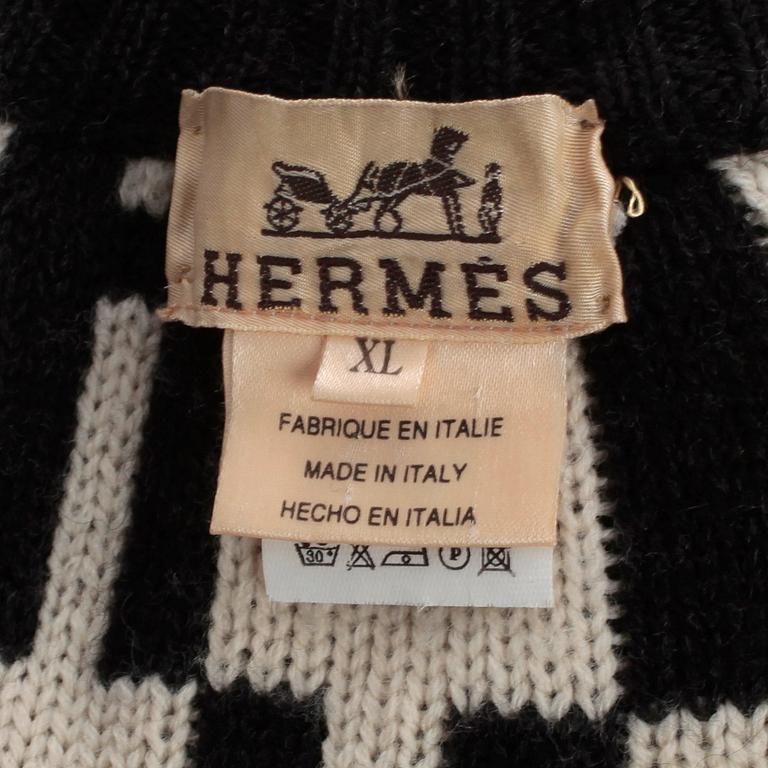 HERMÈS
XL
FABRIQUE EN ITALIE
MADE IN ITALY
HECHO EN ITALIA
30° P